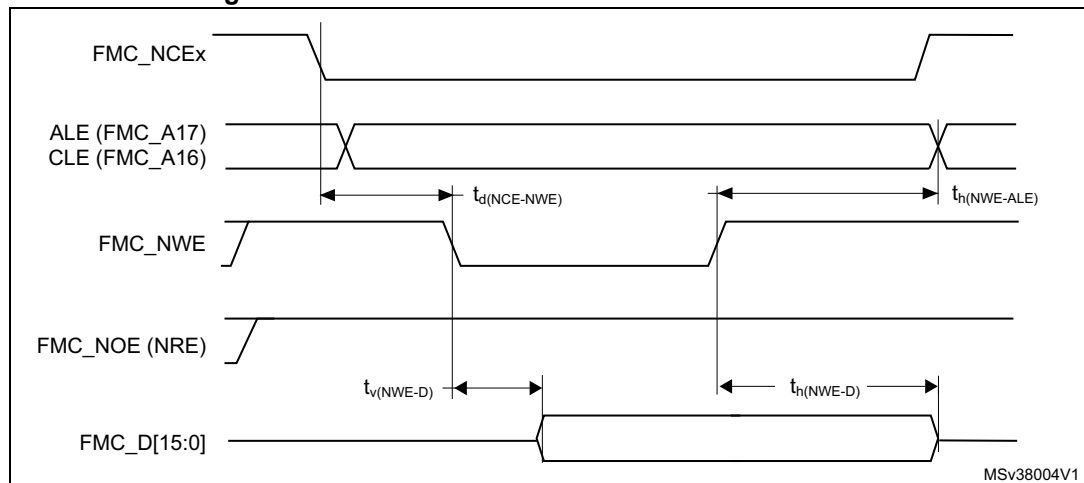 FMC_NCEx
ALE (FMC_A17)
CLE (FMC_A16)
td(NCE-NWE)
th(NWE-ALE)
FMC_NWE
FMC_NOE (NRE)
tv(NWE-D)
th(NWE-D)
FMC_D[15:0]
MSv38004V1